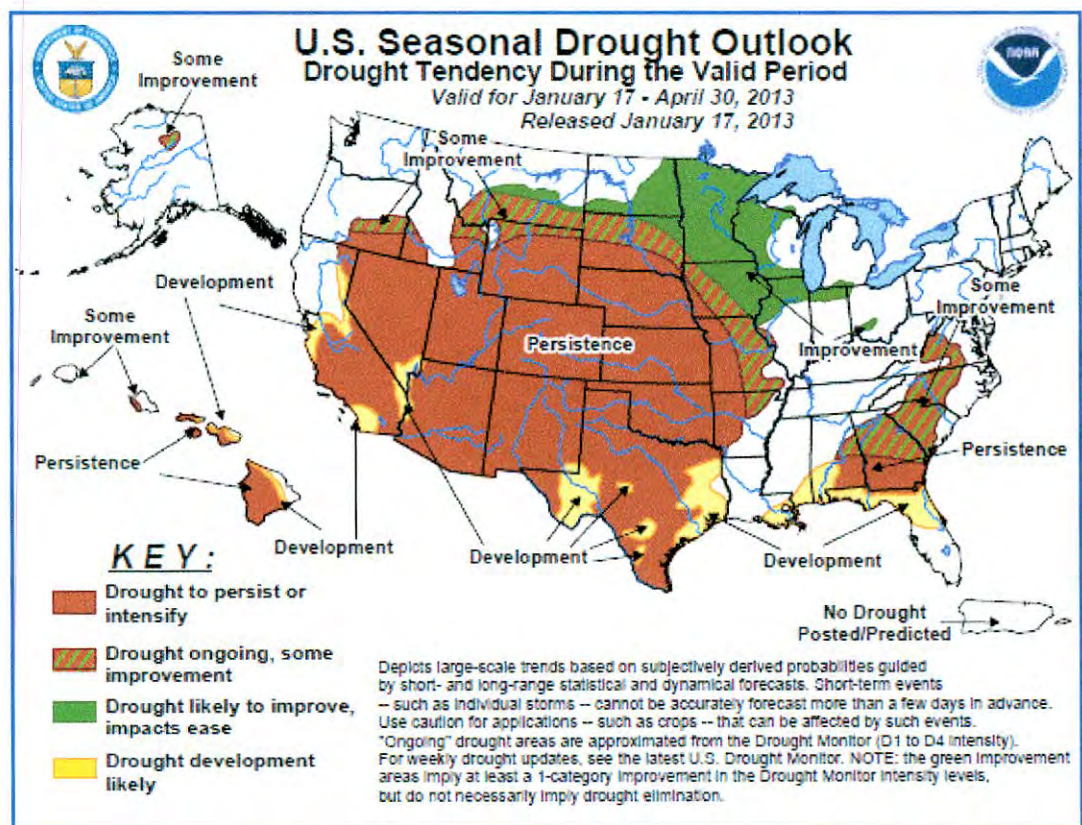 U.S. Seasonal Drought Outlook
Drought Tendency During the Valid Period
Valid for January 17 - April 30, 2013
Released January 17, 2013
NOAA
Some
Improvement
Some
Improvement
Development
Some
Improvement
Some
Improvement
Persistence
Improvement
Persistence
Persistence
Development
Development
Development
Development
No Drought
Posted/Predicted
KEY:
Drought to persist or
intensify
Drought ongoing, some
improvement
Drought likely to improve,
impacts ease
Drought development
likely
Depicts large-scale trends based on subjectively derived probabilities guided
by short- and long-range statistical and dynamical forecasts. Short-term events
-- such as individual storms -- cannot be accurately forecast more than a few days in advance.
Use caution for applications -- such as crops -- that can be affected by such events.
"Ongoing" drought areas are approximated from the Drought Monitor (D1 to D4 intensity).
For weekly drought updates, see the latest U.S. Drought Monitor. NOTE: the green improvement
areas imply at least a 1-category improvement in the Drought Monitor intensity levels,
but do not necessarily imply drought elimination.